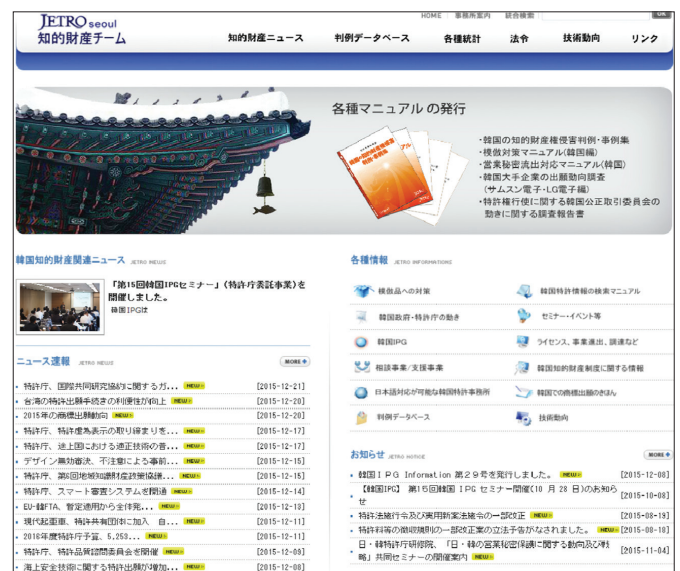 HOME 事務所案内 統合検索 OK
JETRO seoul
知的財産チーム
知的財産ニュース 判例データベース 各種統計 法令 技術動向 リンク
各種マニュアル の発行
・韓国の知的財産権侵害判例・事例集
・模倣対策マニュアル(韓国編)
・営業秘密流出対応マニュアル(韓国)
・韓国大手企業の出願動向調査
(サムスン電子・LG電子編)
・特許権行使に関する韓国公正取引委員会の
動きに関する調査報告書
韓国知的財産関連ニュース JETRO NEWS
「第15回韓国IPGセミナー」(特許庁委託事業)を
開催しました。
韓国IPGは
ニュース速報 JETRO NEWS MORE
特許庁、国際共同研究協約に関するガ... NEW [2015-12-21]
台湾の特許出願手続きの利便性が向上 NEW [2015-12-20]
2015年の商標出願動向 NEW [2015-12-20]
特許庁、特許虚為表示の取り締まりを... NEW [2015-12-17]
特許庁、途上国における適正技術の普... NEW [2015-12-17]
デザイン無効審決、不注意による事前... NEW [2015-12-15]
特許庁、第6回地域知識財産政策協議... NEW [2015-12-15]
特許庁、スマート審査システムを開通 NEW [2015-12-14]
EU-韓FTA、暫定適用から全体発... NEW [2015-12-13]
現代起亜車、特許共有団体に加入 自... NEW [2015-12-11]
2016年度特許庁予算、5,253... NEW [2015-12-11]
特許庁、特許品質諮問委員会を開催 NEW [2015-12-09]
海上安全技術に関する特許出願が増加... NEW [2015-12-08]
各種情報 JETRO INFORMATIONS
模倣品への対策 韓国特許情報の検索マニュアル
韓国政府・特許庁の動き セミナー・イベント等
韓国IPG ライセンス、事業進出、調達など
相談事業/支援事業 韓国知的財産制度に関する情報
日本語対応が可能な韓国特許事務所 韓国での商標出願のきほん
判例データベース 技術動向
お知らせ JETRO NOTICE MORE
韓国ＩＰＧ Information 第２９号を発行しました。 NEW [2015-12-08]
【韓国IPG】 第15回韓国 ＩＰＧ セミナー開催(10 月 28 日)のお知ら
せ [2015-10-08]
特許法施行令及び実用新案法施令の一部改正 NEW [2015-08-19]
特許料等の徴収規則の一部改正案の立法予告がなされました。 NEW [2015-08-18]
日・韓特許庁研修院、「日・韓の営業秘密保護に関する動向及び戦
略」共同セミナーの開催案内 NEW [2015-11-04]